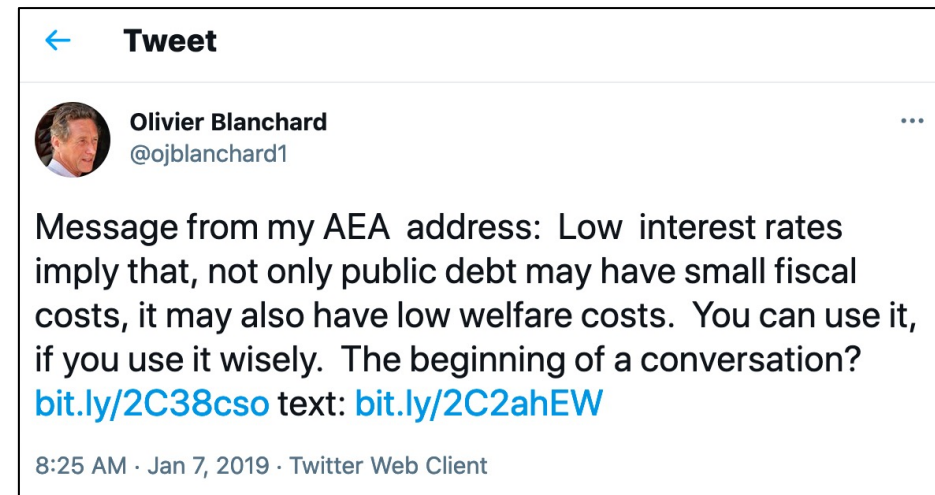 ← Tweet
Olivier Blanchard
@ojblanchard1
Message from my AEA  address:  Low  interest rates
imply that, not only public debt may have small fiscal
costs, it may also have low welfare costs.  You can use it,
if you use it wisely.  The beginning of a conversation?
bit.ly/2C38cso text: bit.ly/2C2ahEW
8:25 AM · Jan 7, 2019 · Twitter Web Client